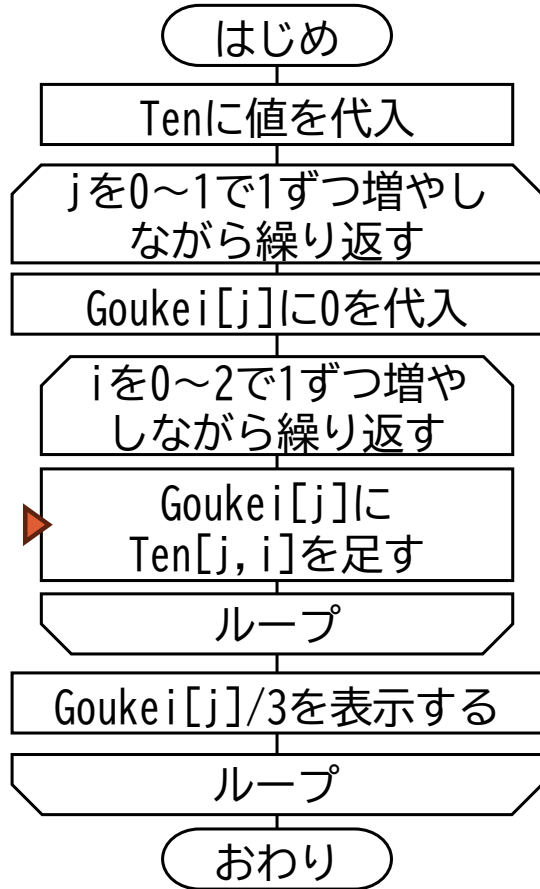 はじめ
Tenに値を代入
jを0～1で1ずつ増やし
ながら繰り返す
Goukei[j]に0を代入
iを0～2で1ずつ増や
しながら繰り返す
Goukei[j]に
Ten[j,i]を足す
ループ
Goukei[j]/3を表示する
ループ
おわり